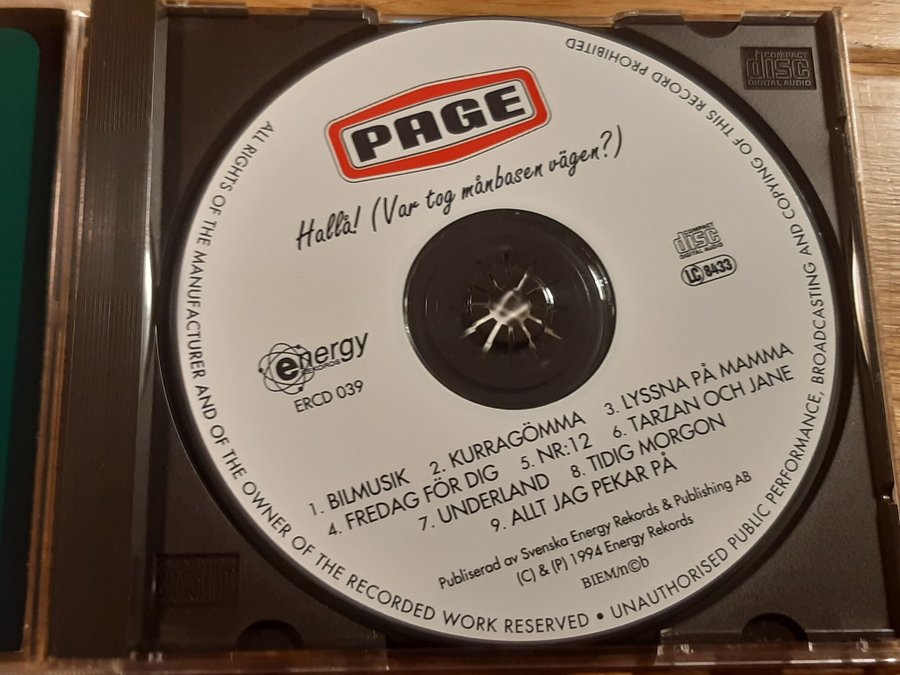 PAGE
Hallå! (Var tog månbasen vägen?)
COMPACT
disc
DIGITAL AUDIO
COMPACT
disc
DIGITAL AUDIO
LC 8433
energy
REKORDS
ERCD 039
1. BILMUSIK 2. KURRAGÖMMA 3. LYSSNA PÅ MAMMA
4. FREDAG FÖR DIG 5. NR:12 6. TARZAN OCH JANE
7. UNDERLAND 8. TIDIG MORGON
9. ALLT JAG PEKAR PÅ
Publiserad av Svenska Energy Rekords & Publishing AB
(C) & (P) 1994 Energy Rekords
BIEM/n©b
ALL RIGHTS OF THE MANUFACTURER AND OF THE OWNER OF THE RECORDED WORK RESERVED • UNAUTHORISED PUBLIC PERFORMANCE, BROADCASTING AND COPYING OF THIS RECORD PROHIBITED